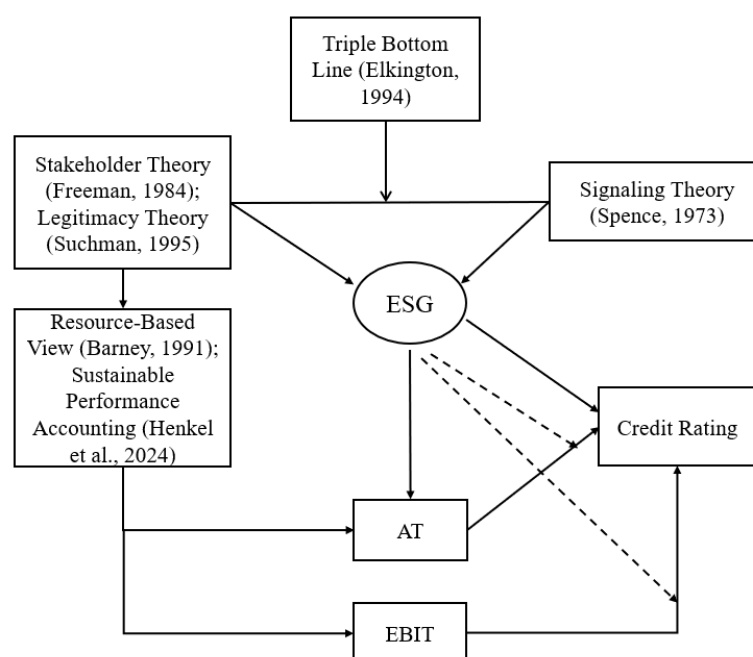 Triple Bottom
Line (Elkington,
1994)
Stakeholder Theory
(Freeman, 1984);
Legitimacy Theory
(Suchman, 1995)
Signaling Theory
(Spence, 1973)
ESG
Resource-Based
View (Barney, 1991);
Sustainable
Performance
Accounting (Henkel
et al., 2024)
Credit Rating
AT
EBIT